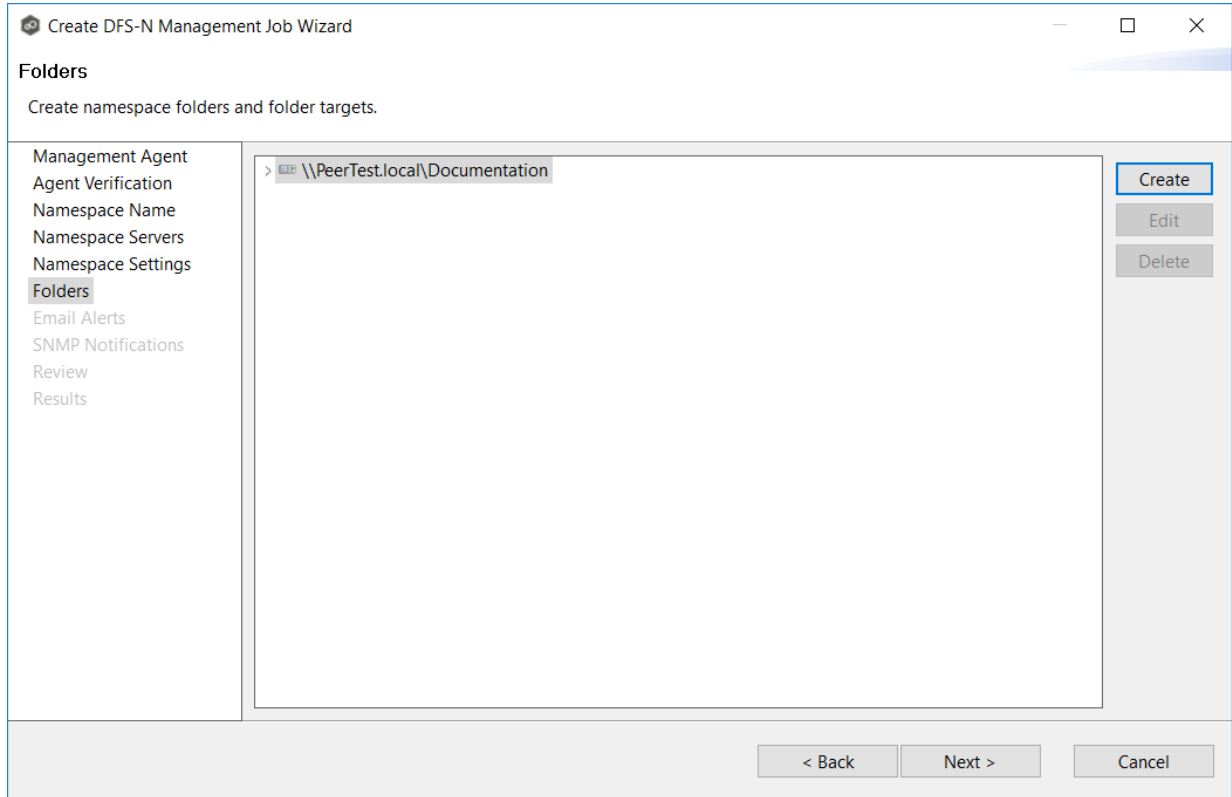 Create DFS-N Management Job Wizard
Folders
Create namespace folders and folder targets.
Management Agent
Agent Verification
Namespace Name
Namespace Servers
Namespace Settings
Folders
Email Alerts
SNMP Notifications
Review
Results
\\PeerTest.local\Documentation
Create
Edit
Delete
< Back
Next >
Cancel